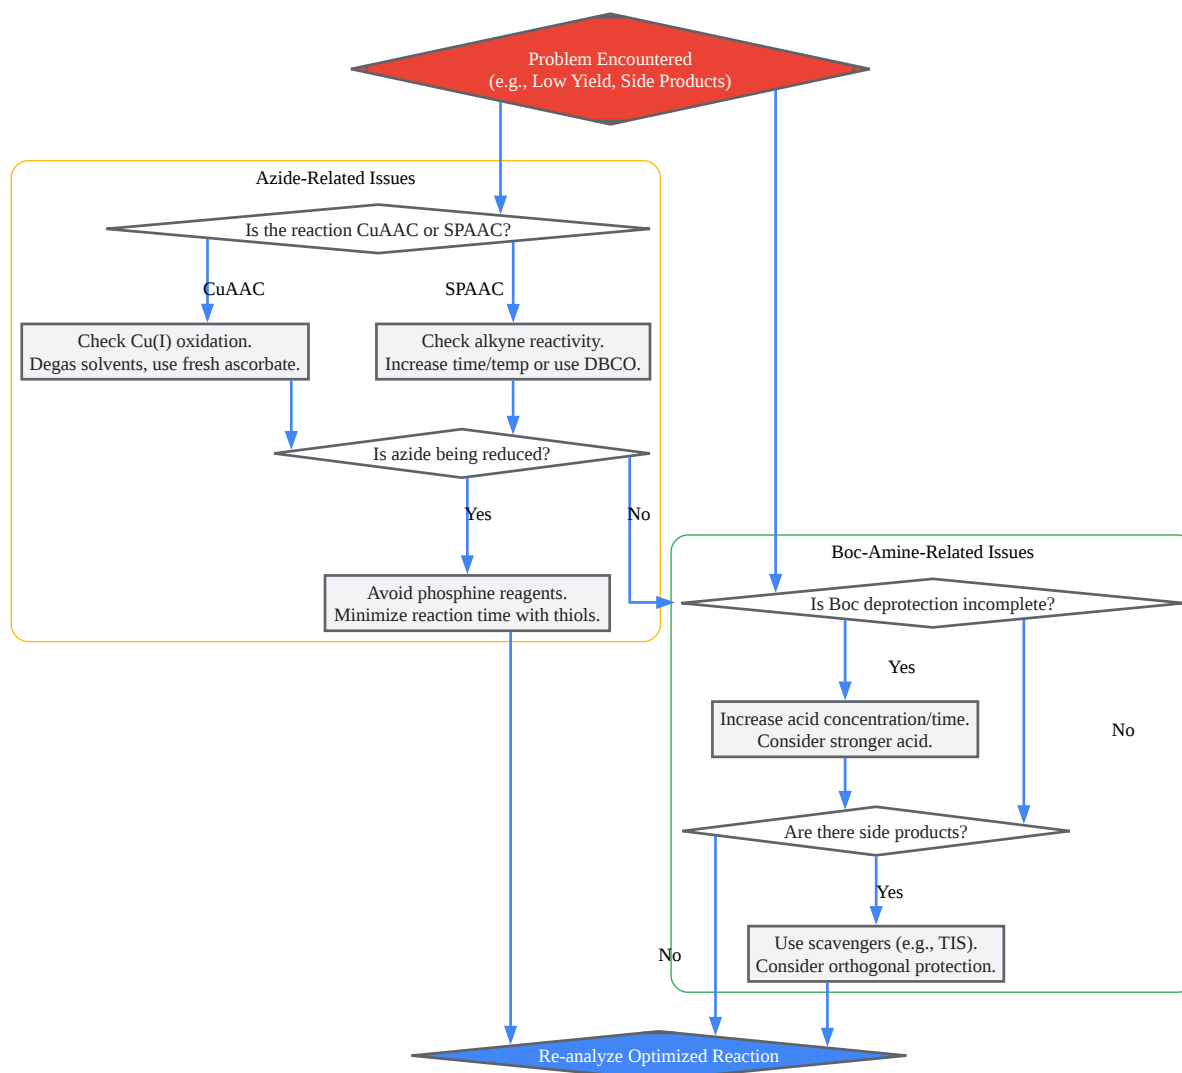 Problem Encountered
(e.g., Low Yield, Side Products)
Azide-Related Issues
Is the reaction CuAAC or SPAAC?
CuAAC
SPAAC
Check Cu(I) oxidation.
Degas solvents, use fresh ascorbate.
Check alkyne reactivity.
Increase time/temp or use DBCO.
Is azide being reduced?
Yes
No
Avoid phosphine reagents.
Minimize reaction time with thiols.
Boc-Amine-Related Issues
Is Boc deprotection incomplete?
Yes
No
Increase acid concentration/time.
Consider stronger acid.
Are there side products?
Yes
No
Use scavengers (e.g., TIS).
Consider orthogonal protection.
Re-analyze Optimized Reaction